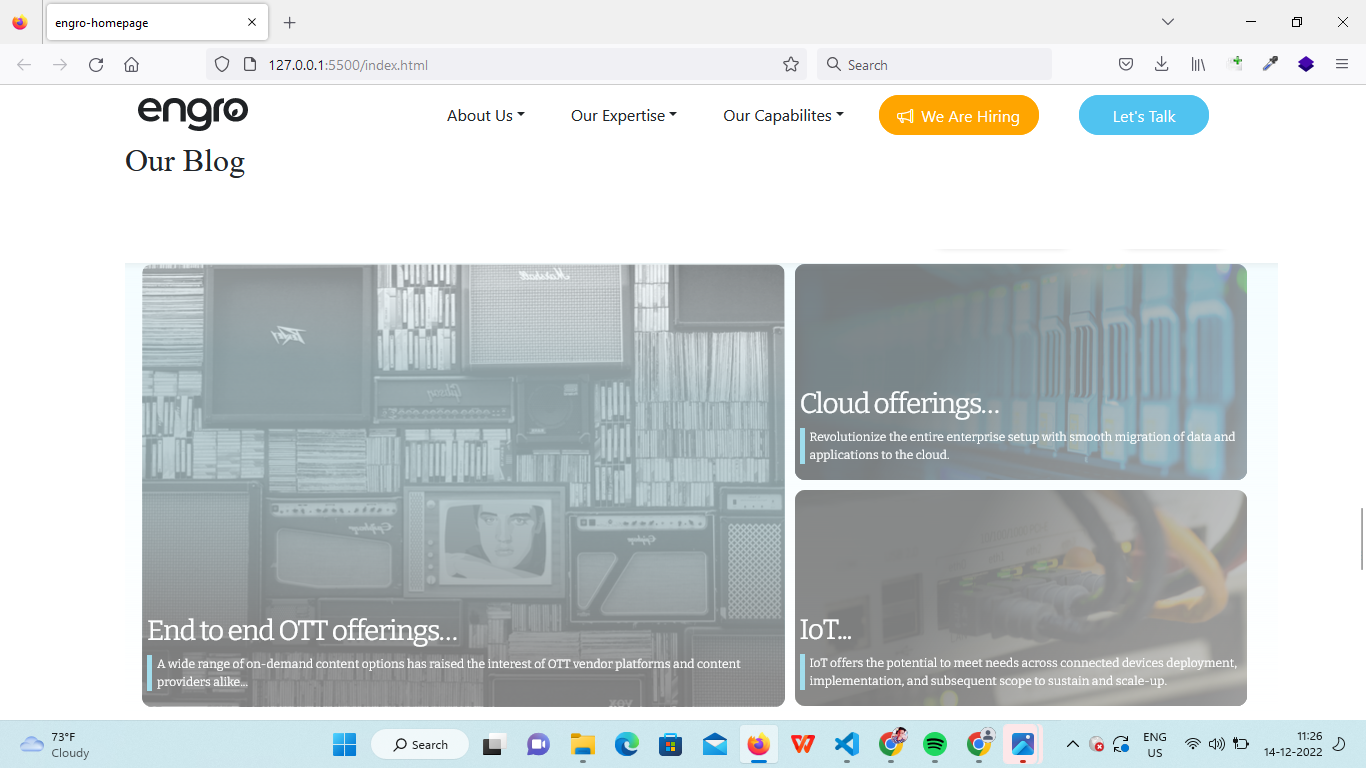 engro-homepage
127.0.0.1:5500/index.html
Search
engro
About Us
Our Expertise
Our Capabilites
We Are Hiring
Let's Talk
Our Blog
Marshall
Peavey
Epiphone
VOX
End to end OTT offerings...
A wide range of on-demand content options has raised the interest of OTT vendor platforms and content
providers alike...
Cloud offerings...
Revolutionize the entire enterprise setup with smooth migration of data and
applications to the cloud.
IoT...
IoT offers the potential to meet needs across connected devices deployment,
implementation, and subsequent scope to sustain and scale-up.
73°F
Cloudy
Search
ENG
US
11:26
14-12-2022